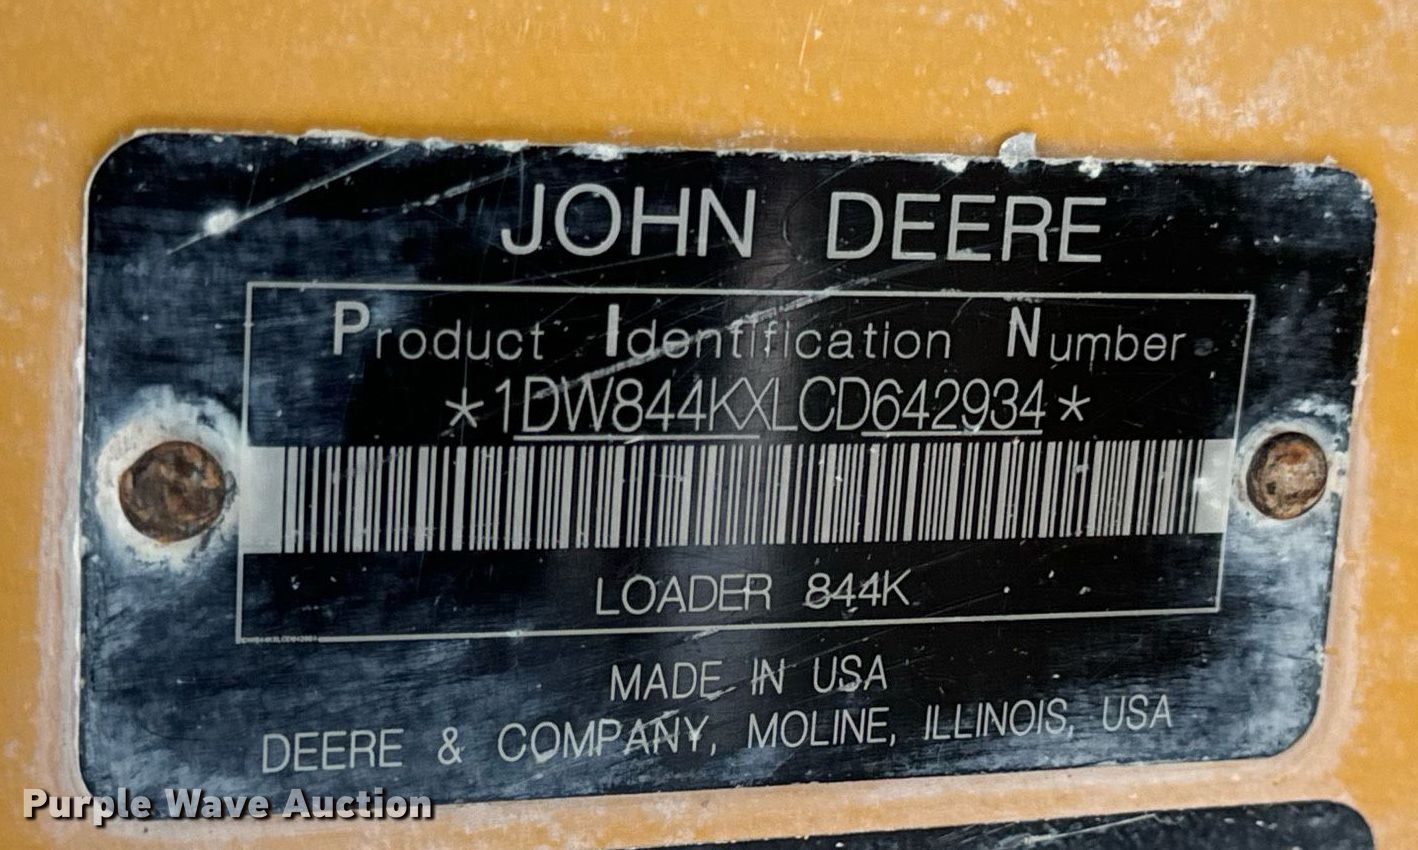 JOHN DEERE
Product Identification Number
*1DW844KXLCD642934*
LOADER 844K
MADE IN USA
DEERE & COMPANY, MOLINE, ILLINOIS, USA
Purple Wave Auction